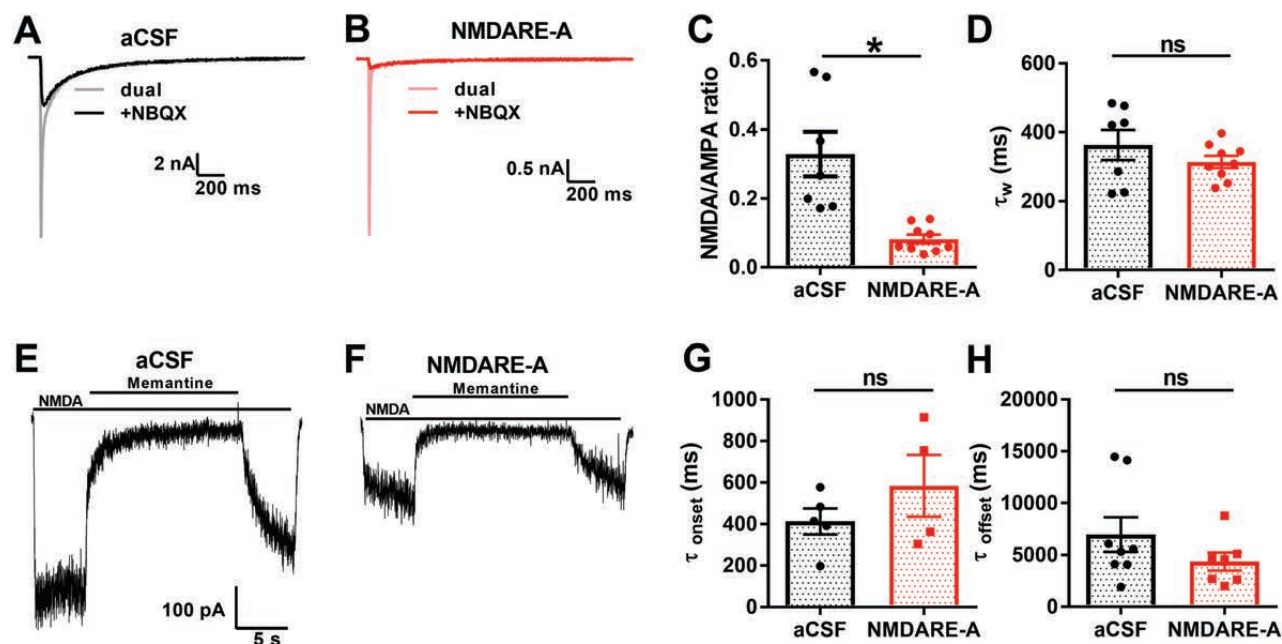 A
aCSF
dual
+NBQX
2 nA
200 ms
B
NMDARE-A
dual
+NBQX
0.5 nA
200 ms
C
*
NMDA/AMPA ratio
0.6
0.4
0.2
0.0
aCSF
NMDARE-A
D
ns
τw (ms)
600
400
200
0
aCSF
NMDARE-A
E
aCSF
Memantine
NMDA
100 pA
5 s
F
NMDARE-A
Memantine
NMDA
G
ns
τ onset (ms)
1000
800
600
400
200
0
aCSF
NMDARE-A
H
ns
τ offset (ms)
20000
15000
10000
5000
0
aCSF
NMDARE-A